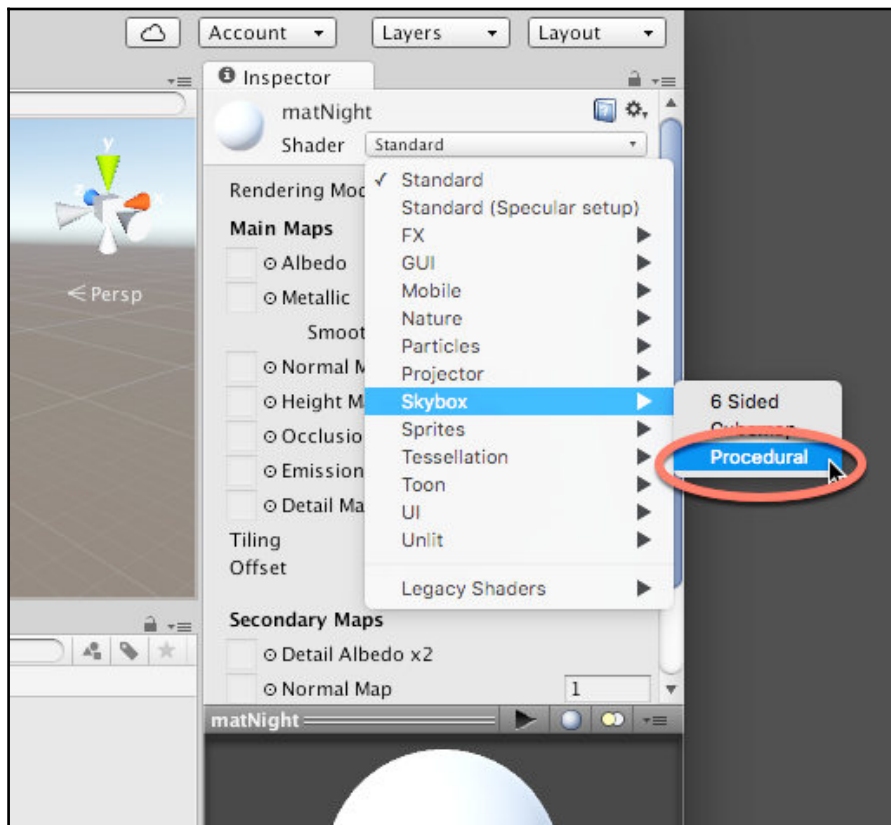 Account Layers Layout
Inspector
matNight
Shader Standard
✓ Standard
Standard (Specular setup)
FX
GUI
Mobile
Nature
Particles
Projector
Skybox
Sprites
Tessellation
Toon
UI
Unlit
Legacy Shaders
6 Sided
Procedural
y
z x
Persp
Rendering Mod
Main Maps
Albedo
Metallic
Smoot
Normal M
Height M
Occlusio
Emission
Detail Ma
Tiling
Offset
Secondary Maps
Detail Albedo x2
Normal Map 1
matNight